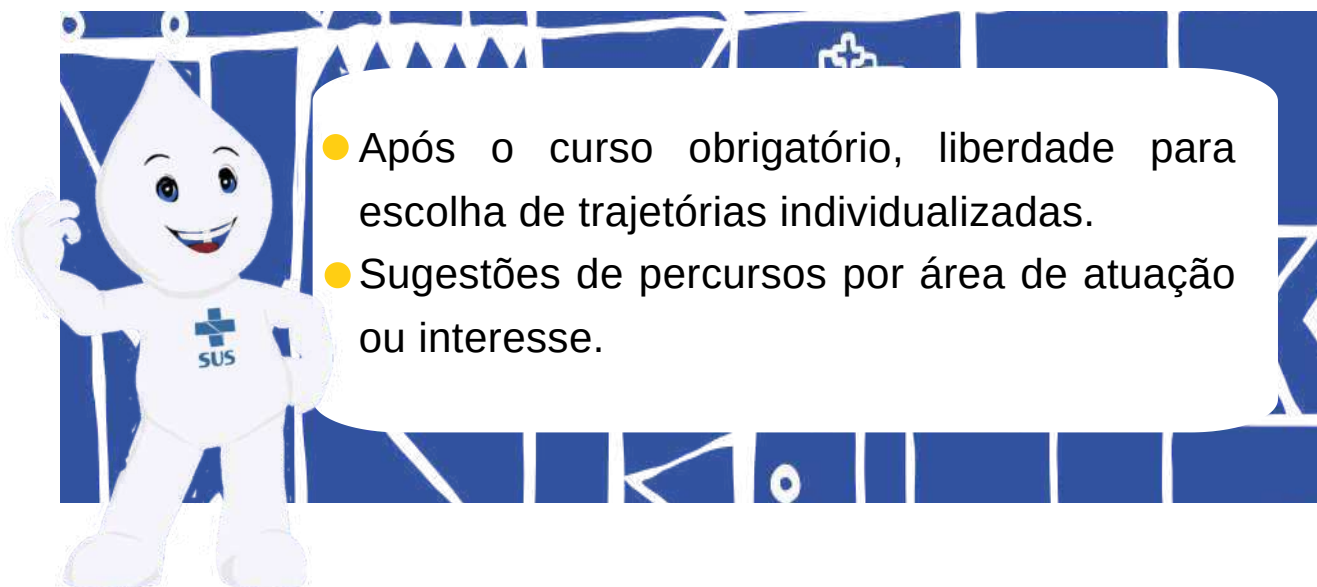 Após o curso obrigatório, liberdade para
escolha de trajetórias individualizadas.
Sugestões de percursos por área de atuação
ou interesse.
SUS